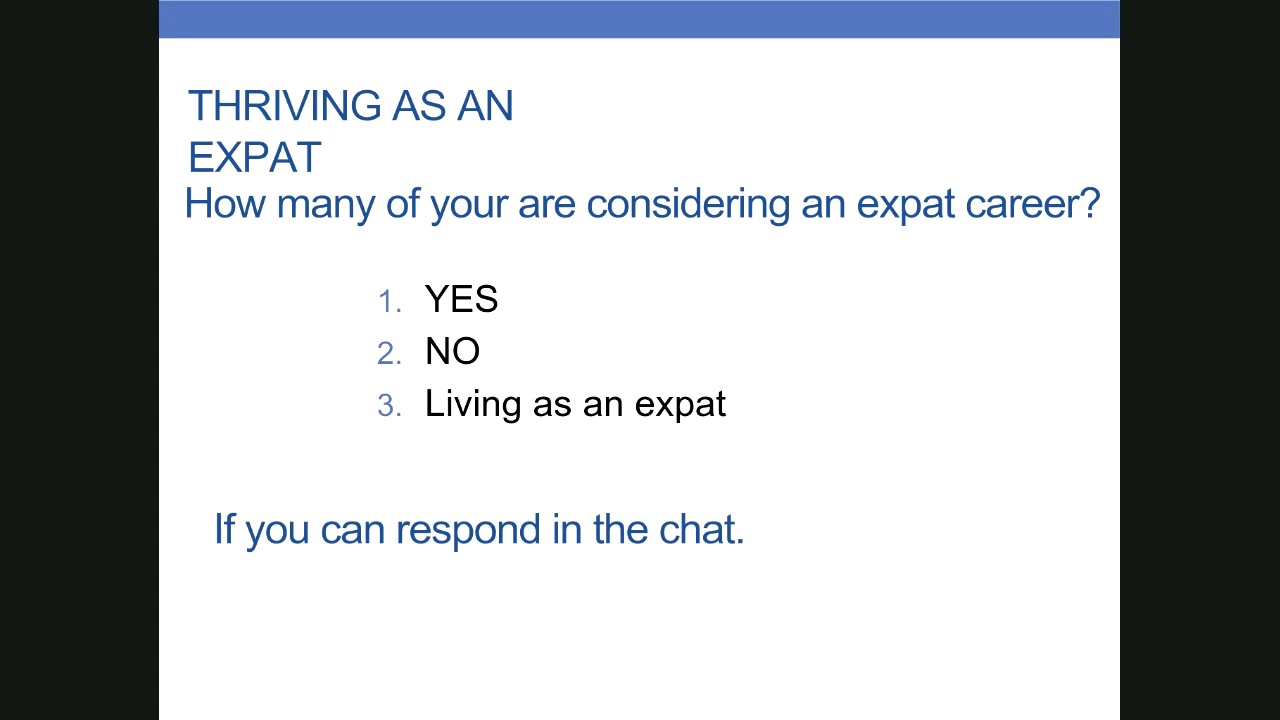 THRIVING AS AN
EXPAT
How many of your are considering an expat career?
1. YES
2. NO
3. Living as an expat
If you can respond in the chat.